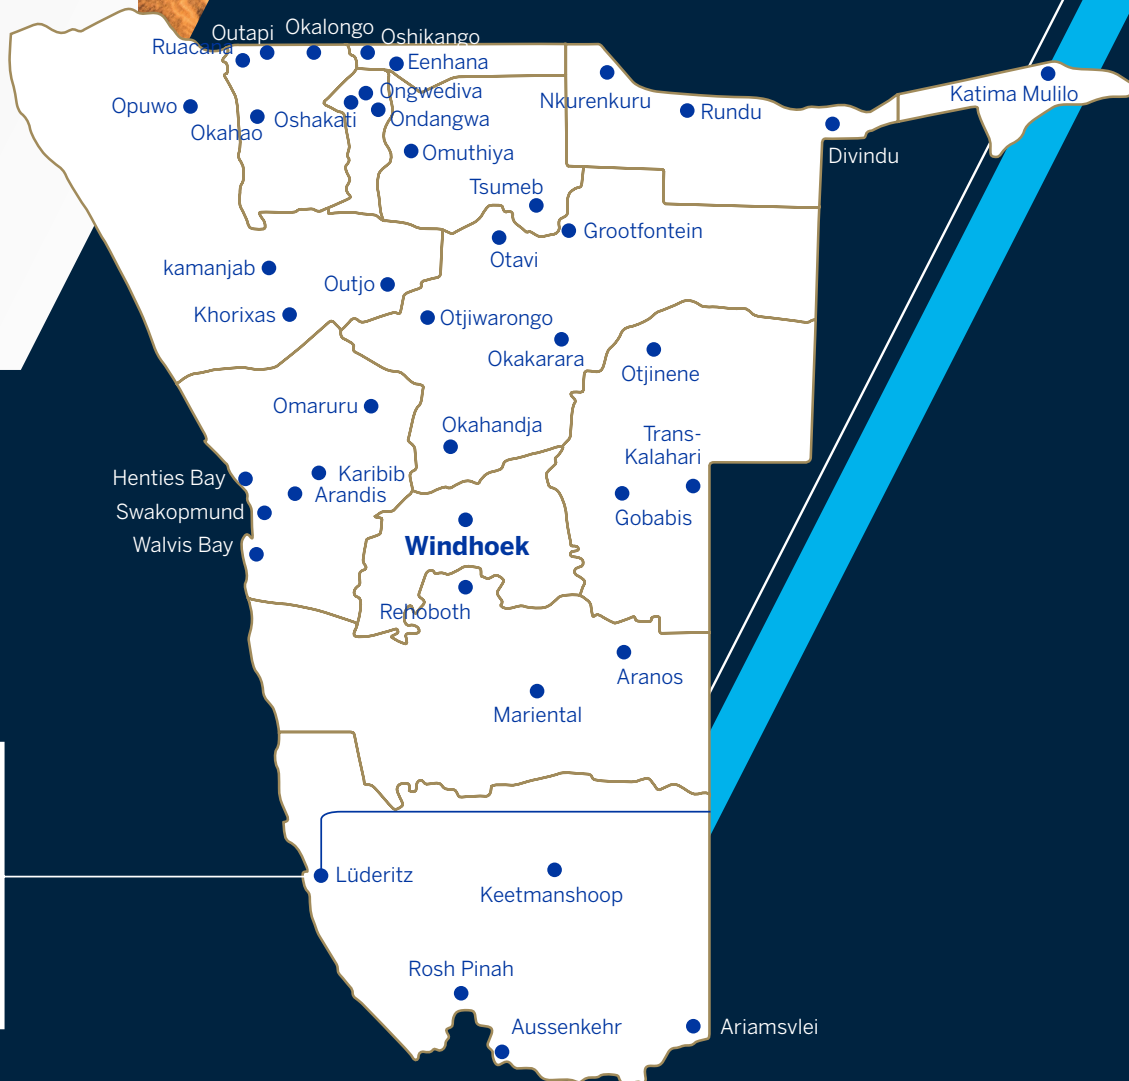 Outapi
Okalongo
Oshikango
Ruacana
Eenhana
Opuwo
Okahao
Oshakati
Ongwediva
Ondangwa
Nkurenkuru
Rundu
Katima Mulilo
Divindu
Omuthiya
Tsumeb
Grootfontein
Otavi
kamanjab
Outjo
Khorixas
Otjiwarongo
Okakarara
Otjinene
Omaruru
Okahandja
Trans-
Kalahari
Henties Bay
Karibib
Arandis
Swakopmund
Gobabis
Walvis Bay
Windhoek
Rehoboth
Aranos
Mariental
Lüderitz
Keetmanshoop
Rosh Pinah
Aussenkehr
Ariamsvlei